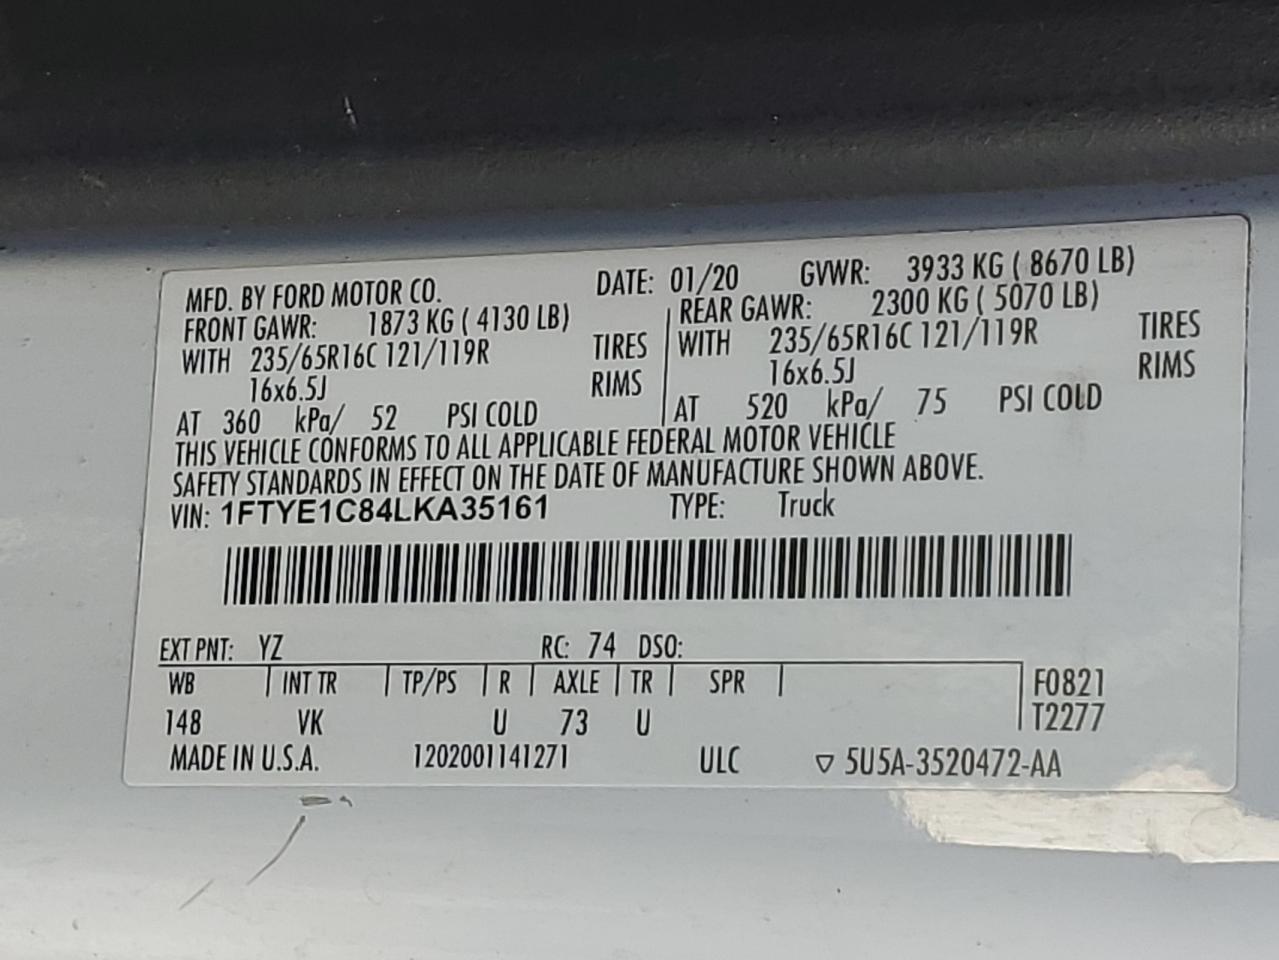 MFD. BY FORD MOTOR CO. DATE: 01/20 GVWR: 3933 KG ( 8670 LB)
FRONT GAWR: 1873 KG ( 4130 LB) REAR GAWR: 2300 KG ( 5070 LB)
WITH 235/65R16C 121/119R TIRES WITH 235/65R16C 121/119R TIRES
16x6.5J RIMS 16x6.5J RIMS
AT 360 kPa/ 52 PSI COLD AT 520 kPa/ 75 PSI COLD
THIS VEHICLE CONFORMS TO ALL APPLICABLE FEDERAL MOTOR VEHICLE
SAFETY STANDARDS IN EFFECT ON THE DATE OF MANUFACTURE SHOWN ABOVE.
VIN: 1FTYE1C84LKA35161 TYPE: Truck
EXT PNT: YZ RC: 74 DSO:
WB INT TR TP/PS R AXLE TR SPR F0821
148 VK U 73 U T2277
MADE IN U.S.A. 1202001141271 ULC ▽ 5U5A-3520472-AA